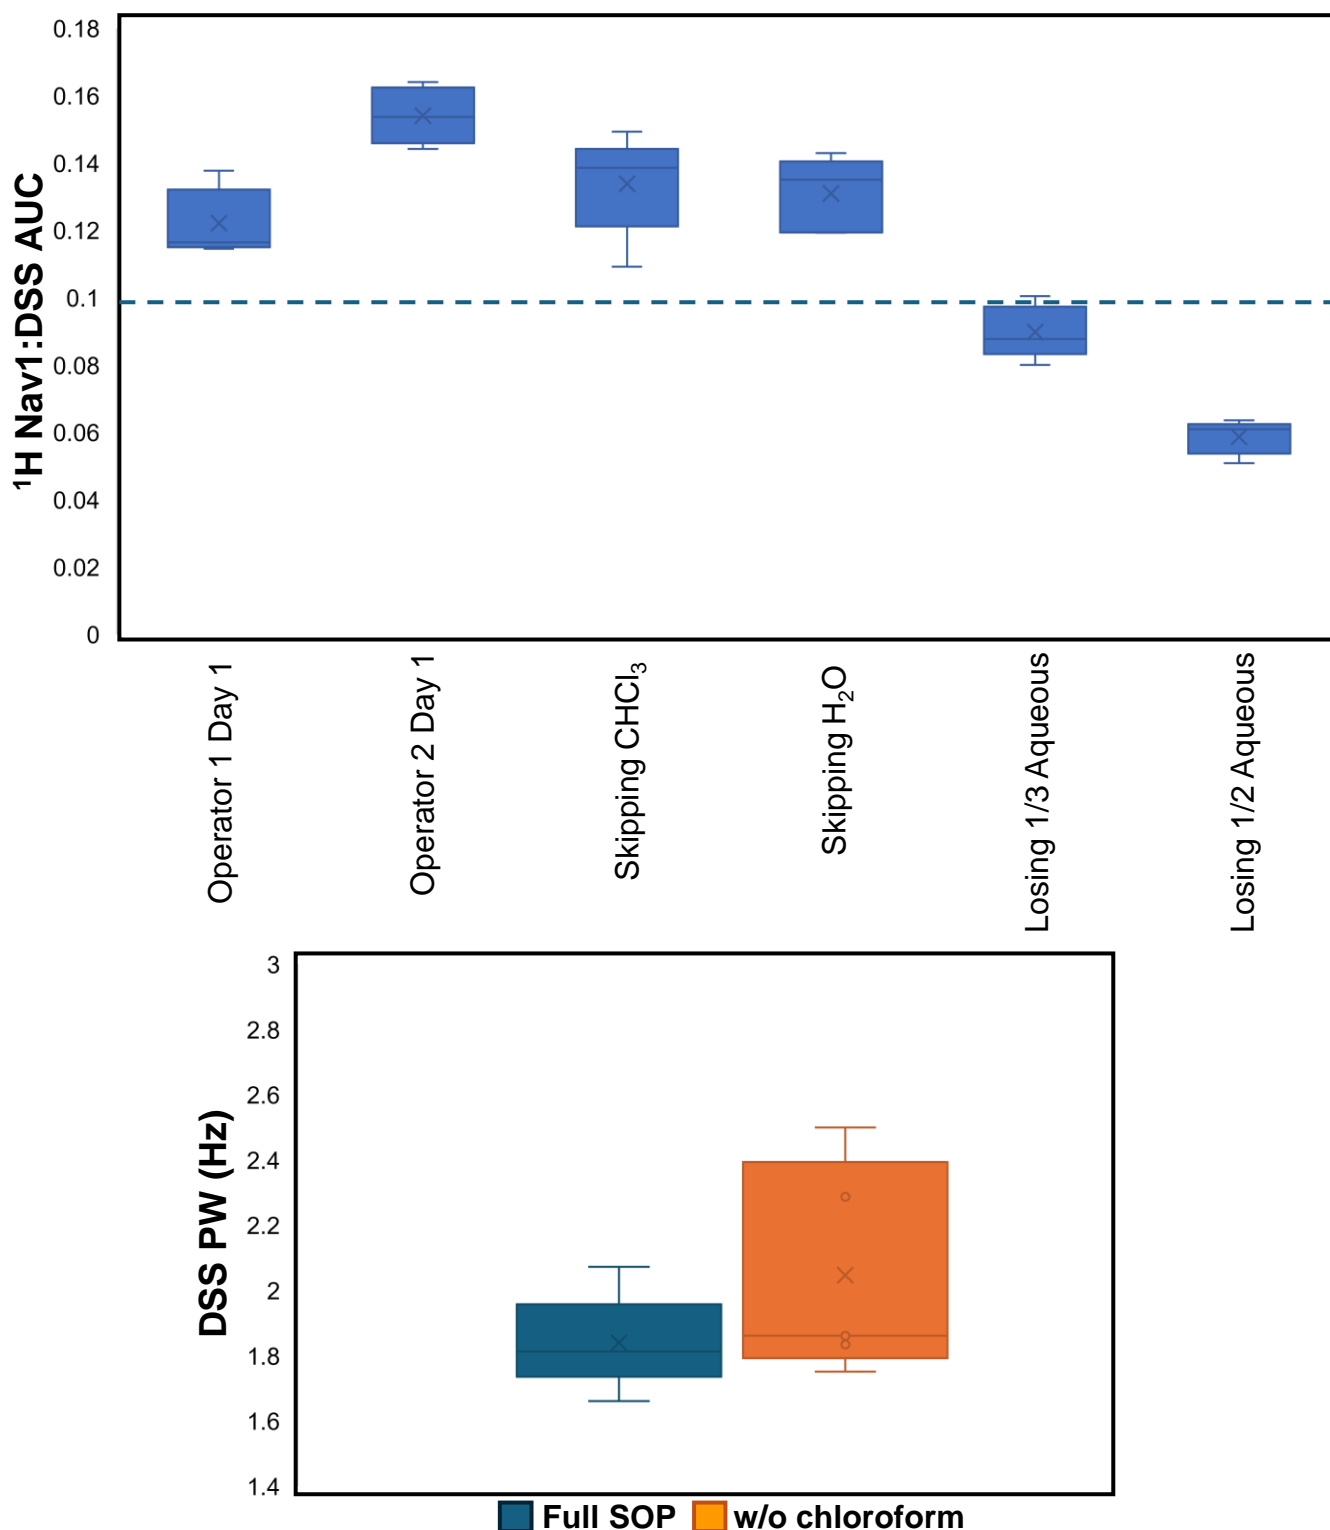 0.18
0.16
0.14
0.12
0.1
0.08
0.06
0.04
0.02
0
¹H Nav1:DSS AUC
Operator 1 Day 1
Operator 2 Day 1
Skipping CHCl₃
Skipping H₂O
Losing 1/3 Aqueous
Losing 1/2 Aqueous
3
2.8
2.6
2.4
2.2
2
1.8
1.6
1.4
DSS PW (Hz)
Full SOP
w/o chloroform